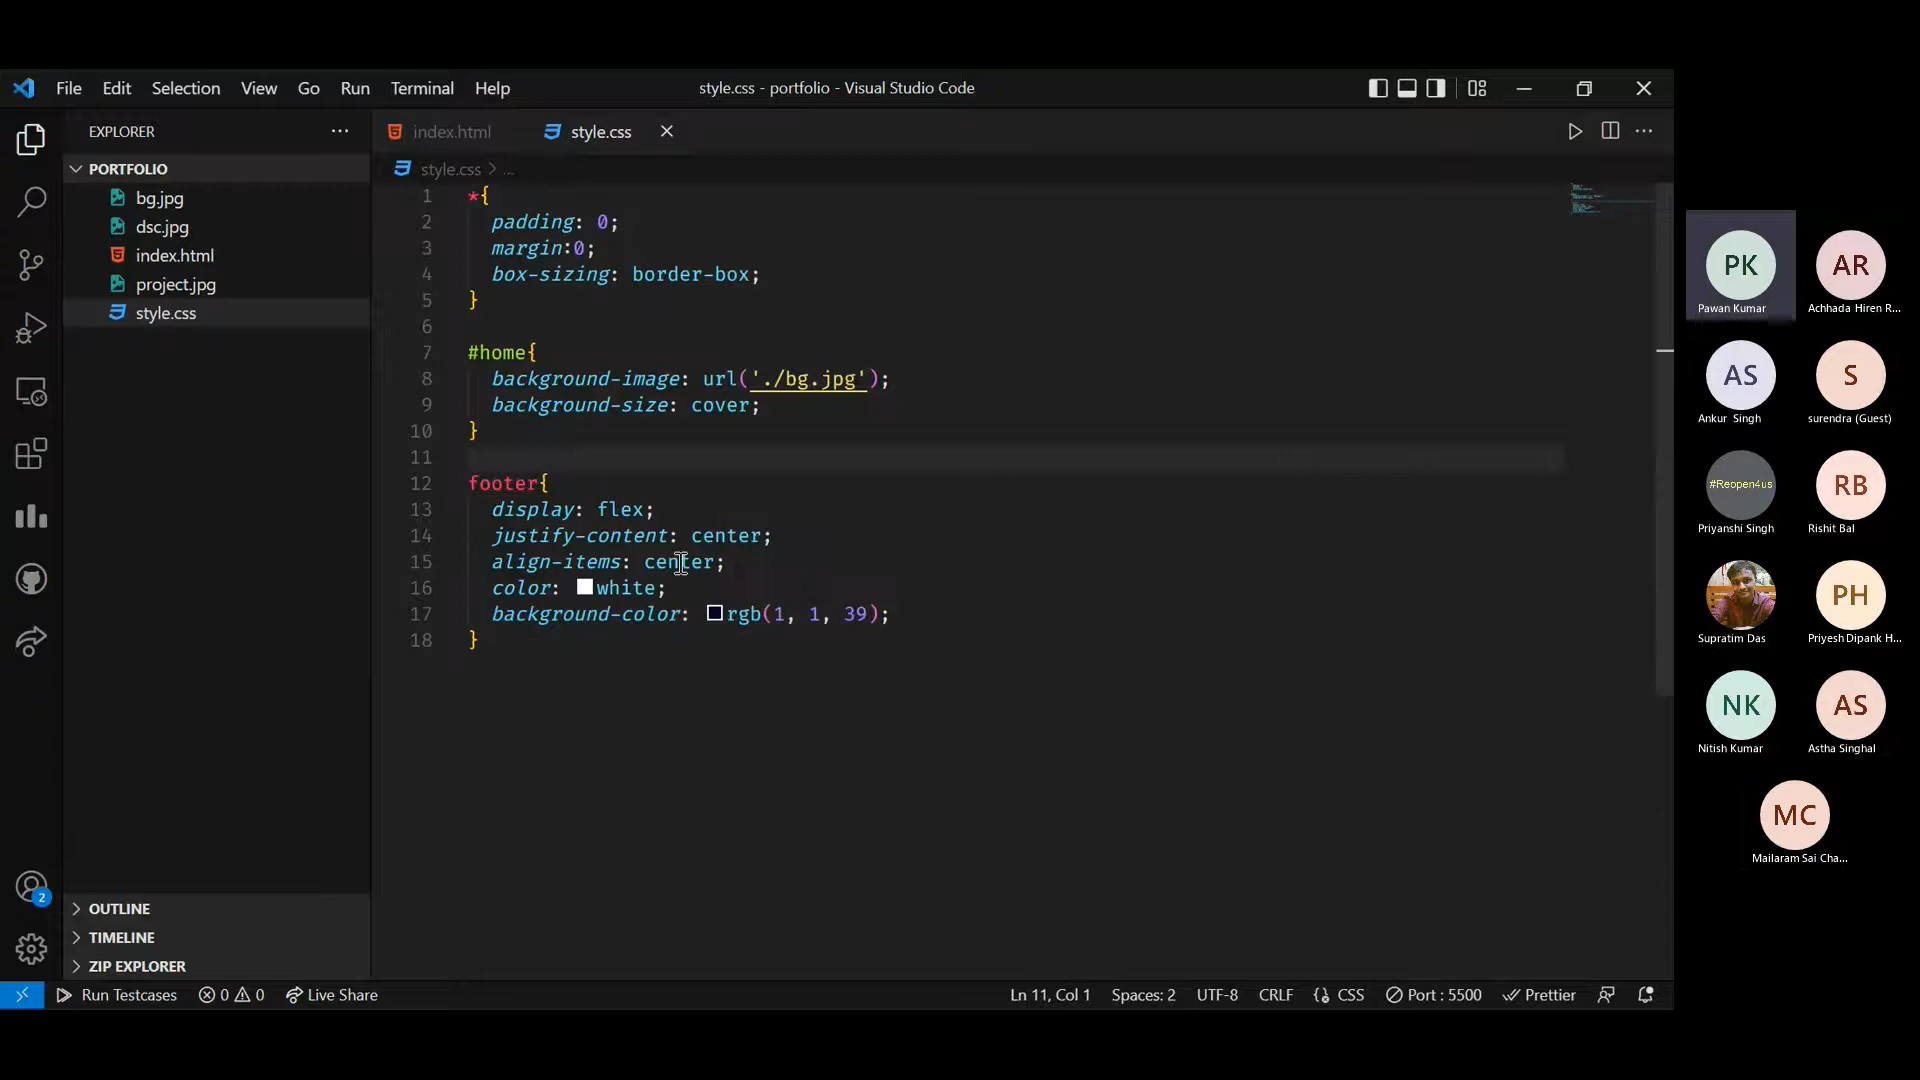 File Edit Selection View Go Run Terminal Help
style.css - portfolio - Visual Studio Code
EXPLORER
PORTFOLIO
bg.jpg
dsc.jpg
index.html
project.jpg
style.css
OUTLINE
TIMELINE
ZIP EXPLORER
index.html style.css
style.css > ...
1 *{
2 padding: 0;
3 margin:0;
4 box-sizing: border-box;
5 }
6
7 #home{
8 background-image: url('./bg.jpg');
9 background-size: cover;
10 }
11
12 footer{
13 display: flex;
14 justify-content: center;
15 align-items: center;
16 color: white;
17 background-color: rgb(1, 1, 39);
18 }
2
Run Testcases 0 0 Live Share
Ln 11, Col 1 Spaces: 2 UTF-8 CRLF {} CSS Port : 5500 Prettier
PK AR
Pawan Kumar Achhada Hiren R...
AS S
Ankur Singh surendra (Guest)
#Reopen4us RB
Priyanshi Singh Rishit Bal
PH
Supratim Das Priyesh Dipank H...
NK AS
Nitish Kumar Astha Singhal
MC
Mailaram Sai Cha...